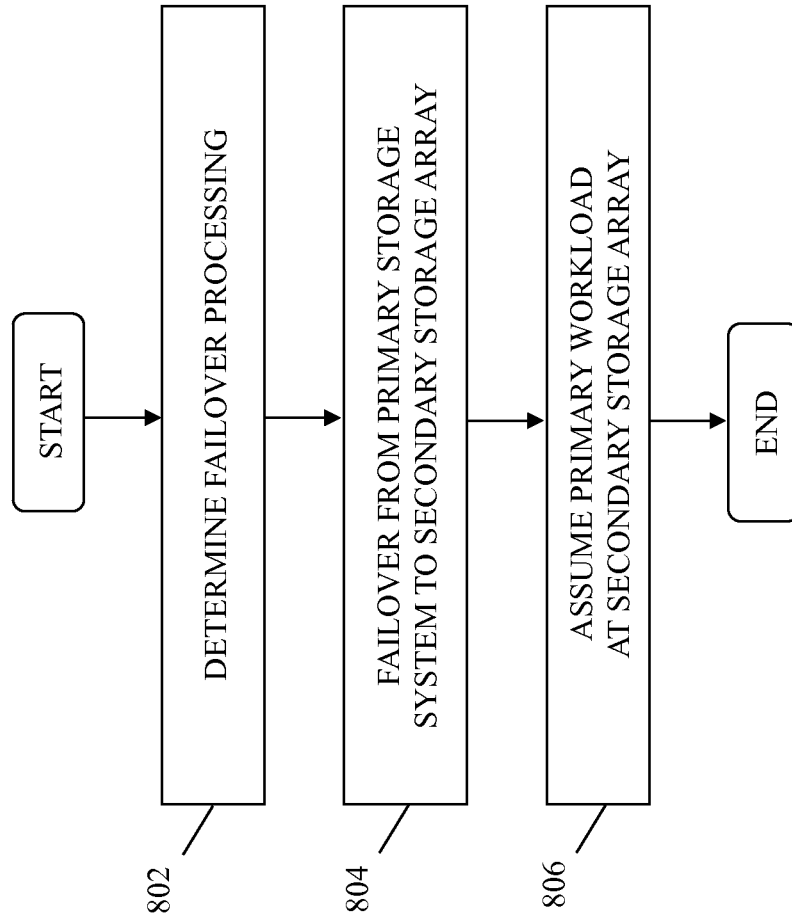 START
802
DETERMINE FAILOVER PROCESSING
804
FAILOVER FROM PRIMARY STORAGE
SYSTEM TO SECONDARY STORAGE ARRAY
806
ASSUME PRIMARY WORKLOAD
AT SECONDARY STORAGE ARRAY
END